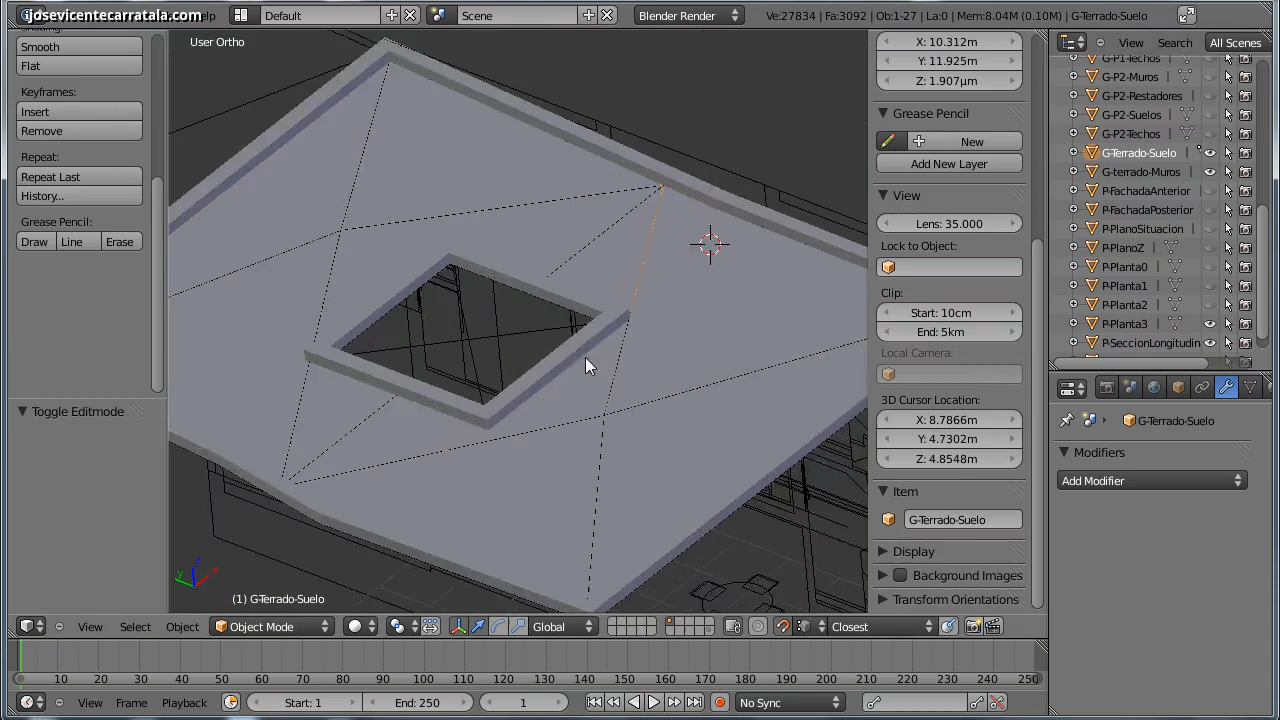 josevicentecarratala.com
Help
Default
Scene
Blender Render
Ve:27834 | Fa:3092 | Ob:1-27 | La:0 | Mem:8.04M (0.10M) | G-Terrado-Suelo
Shading:
Smooth
Flat
Keyframes:
Insert
Remove
Repeat:
Repeat Last
History...
Grease Pencil:
Draw Line Erase
Toggle Editmode
User Ortho
(1) G-Terrado-Suelo
X: 10.312m
Y: 11.925m
Z: 1.907µm
Grease Pencil
New
Add New Layer
View
Lens: 35.000
Lock to Object:
Clip:
Start: 10cm
End: 5km
Local Camera:
3D Cursor Location:
X: 8.7866m
Y: 4.7302m
Z: 4.8548m
Item
G-Terrado-Suelo
Display
Background Images
Transform Orientations
View Search All Scenes
G-P1-Techos
G-P2-Muros
G-P2-Restadores
G-P2-Suelos
G-P2-Techos
G-Terrado-Suelo
G-terrado-Muros
P-FachadaAnterior
P-FachadaPosterior
P-PlanoSituacion
P-PlanoZ
P-Planta0
P-Planta1
P-Planta2
P-Planta3
P-SeccionLongitudin
G-Terrado-Suelo
Modifiers
Add Modifier
View Select Object Object Mode Global Closest
10 20 30 40 50 60 70 80 90 100 110 120 130 140 150 160 170 180 190 200 210 220 230 240 250
View Frame Playback Start: 1 End: 250 1 No Sync